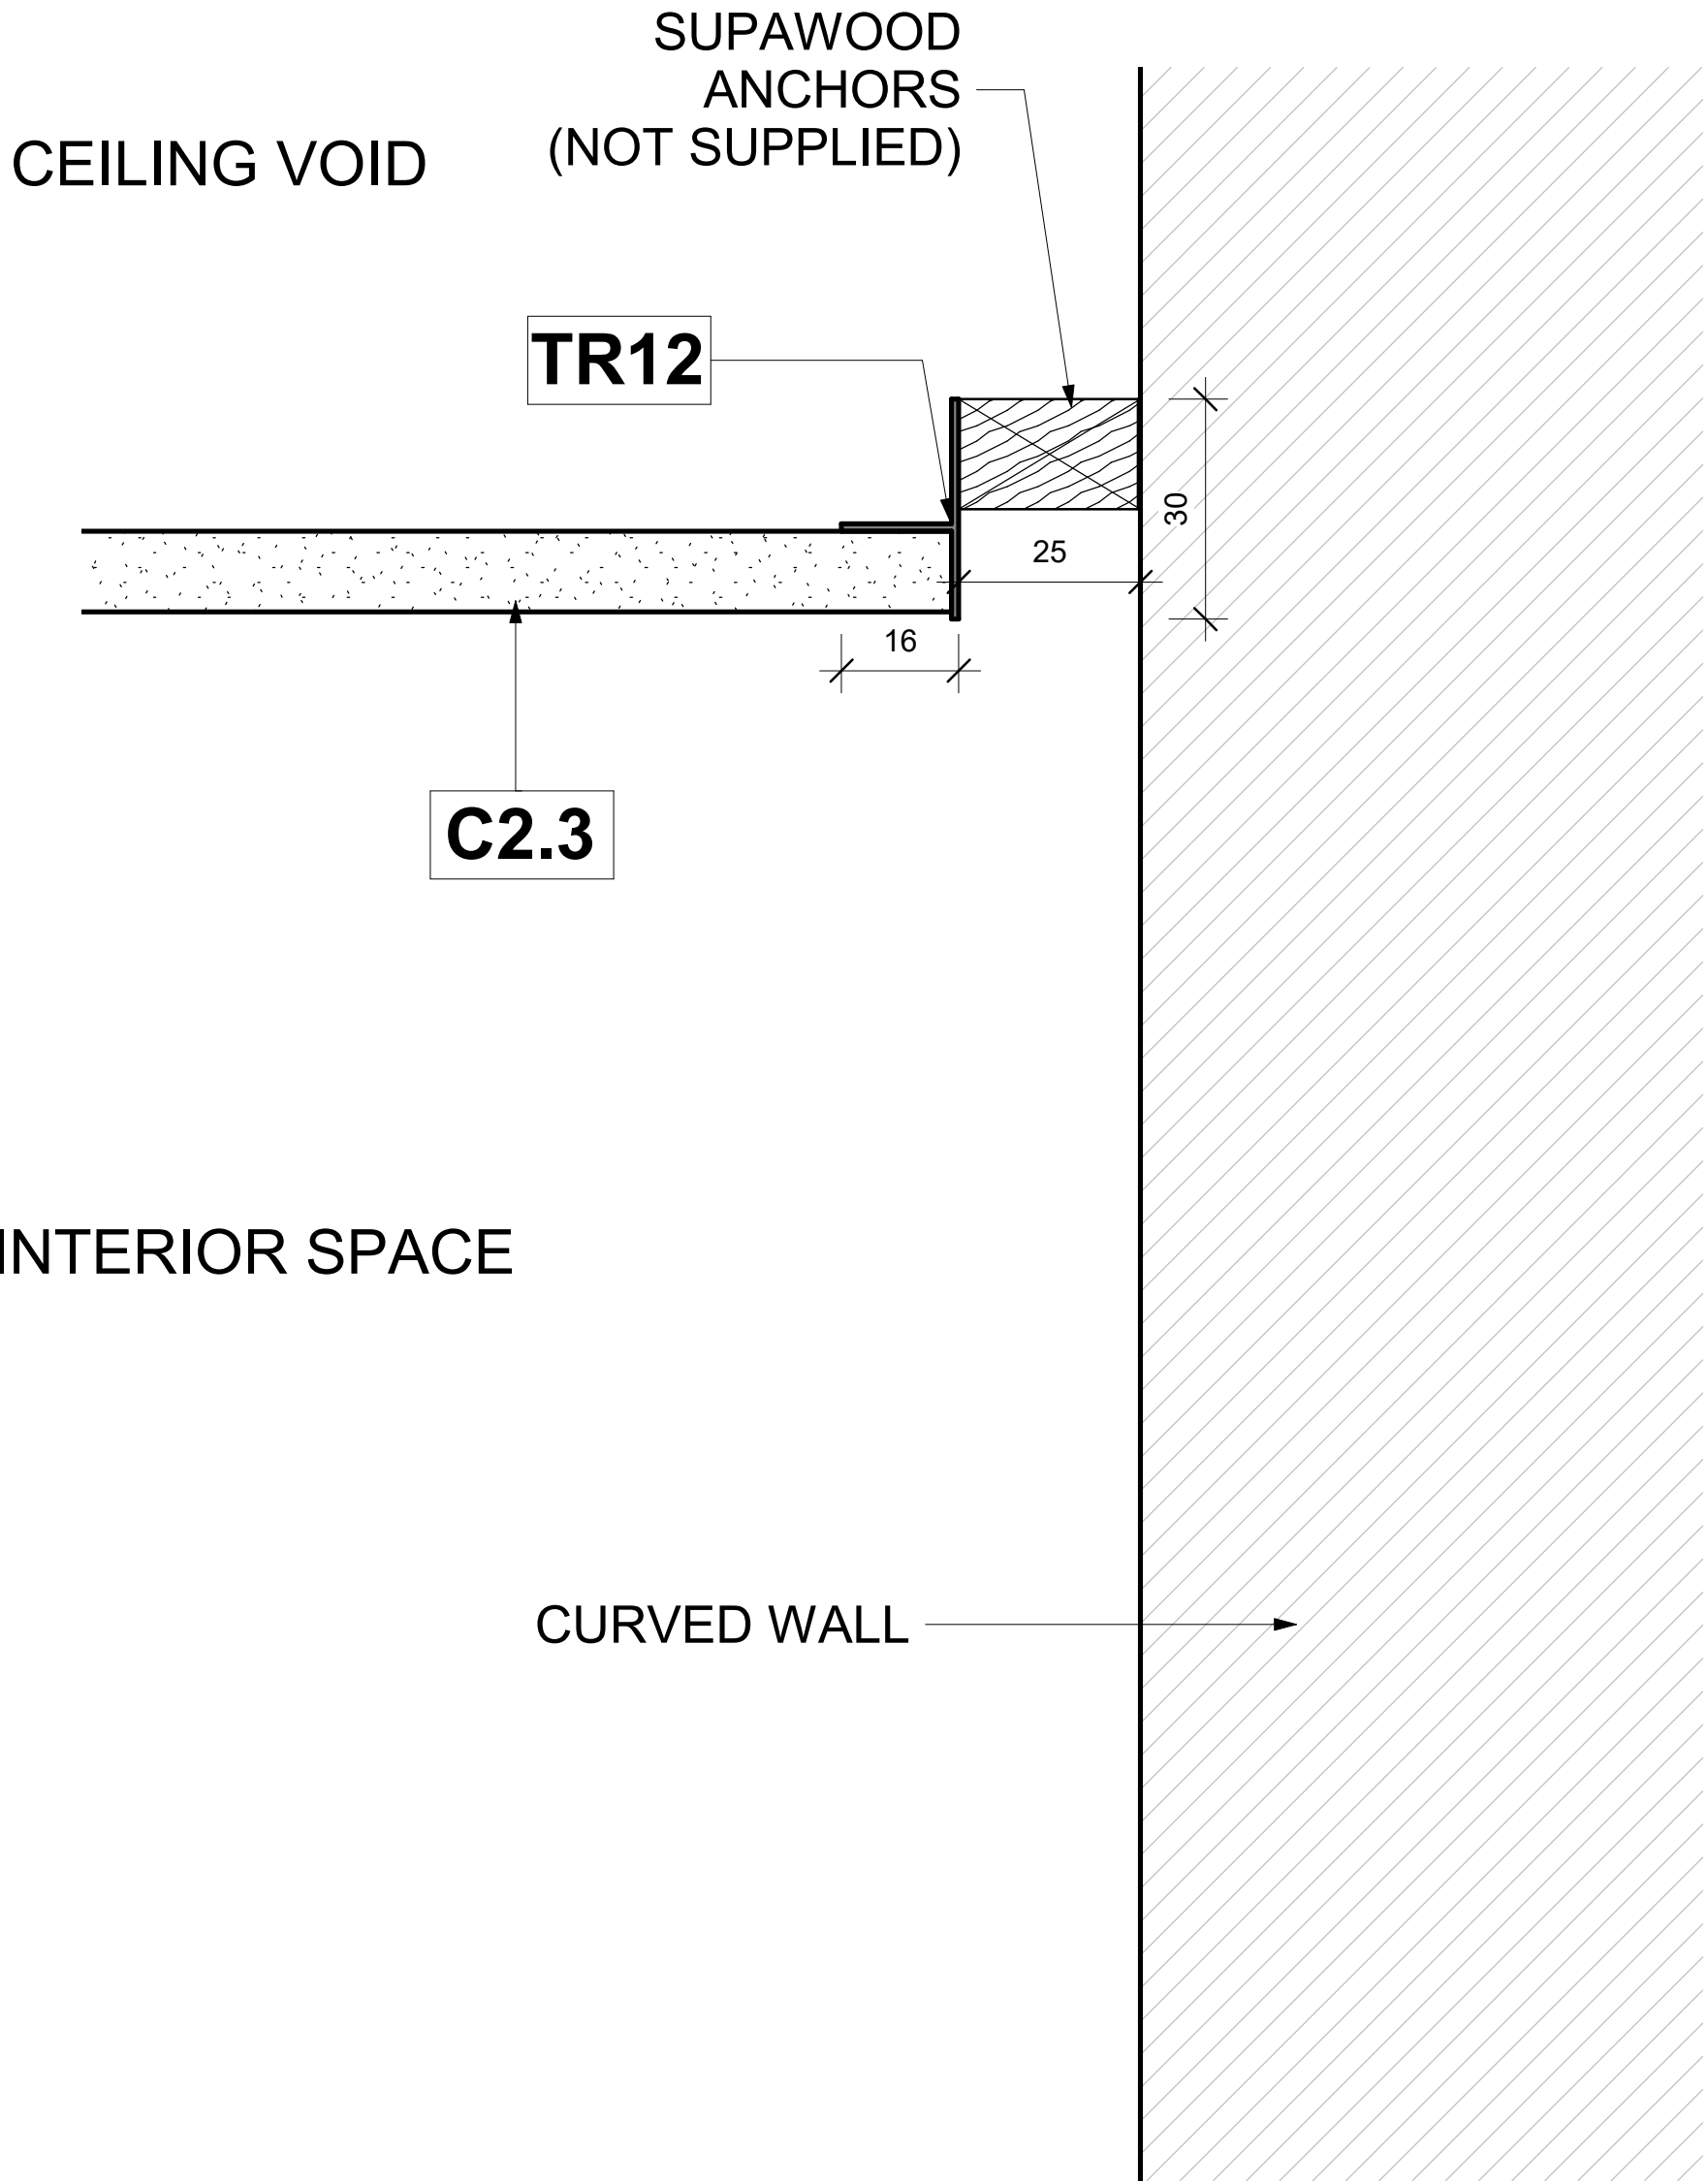 SUPAWOOD
ANCHORS
(NOT SUPPLIED)
CEILING VOID
TR12
30
25
16
C2.3
INTERIOR SPACE
CURVED WALL